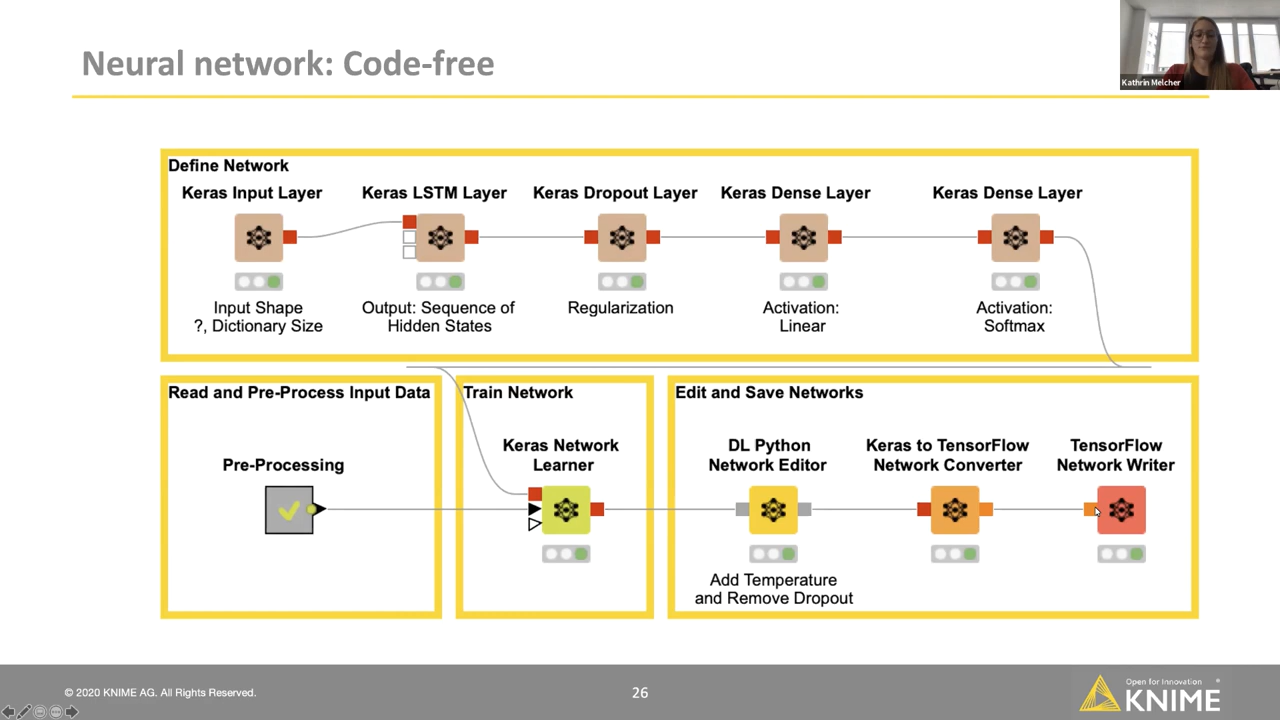 Neural network: Code-free
Kathrin Melcher
Define Network
Keras Input Layer
Keras LSTM Layer
Keras Dropout Layer
Keras Dense Layer
Keras Dense Layer
Input Shape
?, Dictionary Size
Output: Sequence of
Hidden States
Regularization
Activation:
Linear
Activation:
Softmax
Read and Pre-Process Input Data
Pre-Processing
Train Network
Keras Network
Learner
Edit and Save Networks
DL Python
Network Editor
Add Temperature
and Remove Dropout
Keras to TensorFlow
Network Converter
TensorFlow
Network Writer
© 2020 KNIME AG. All Rights Reserved.
26
Open for Innovation
KNIME